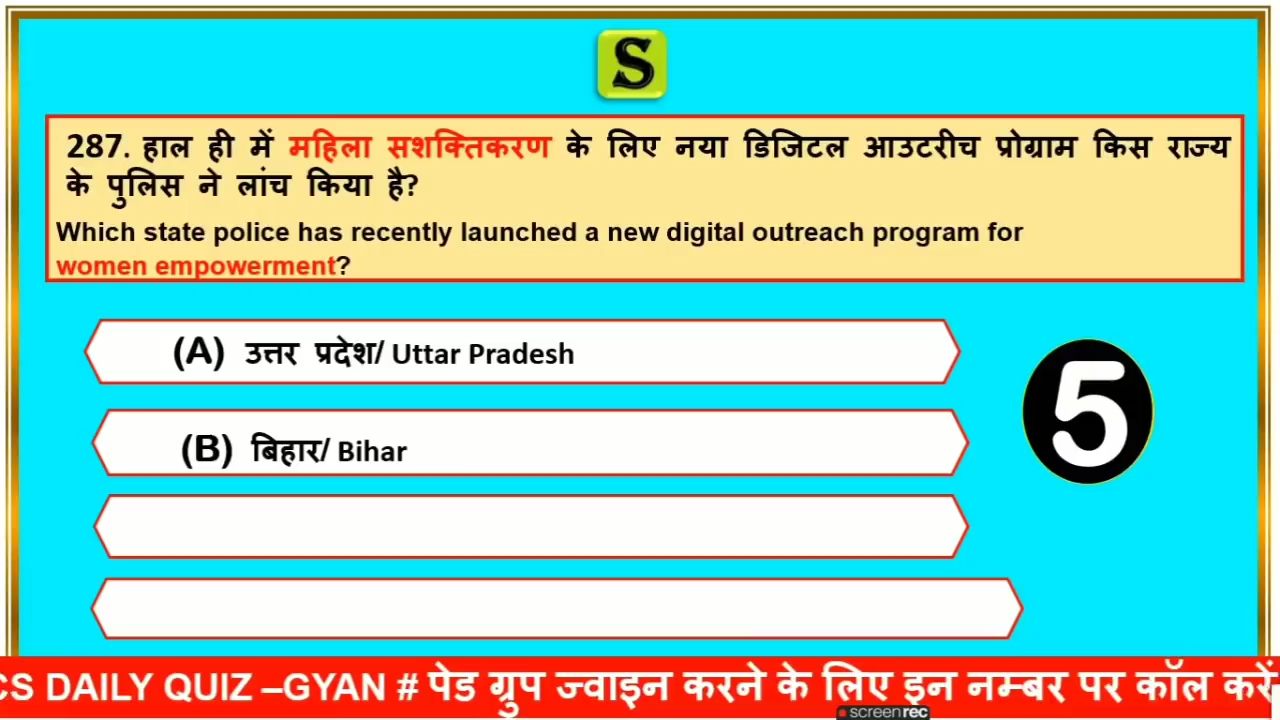 S
287. हाल ही में महिला सशक्तिकरण के लिए नया डिजिटल आउटरीच प्रोग्राम किस राज्य
के पुलिस ने लांच किया है?
Which state police has recently launched a new digital outreach program for
women empowerment?
(A) उत्तर प्रदेश/ Uttar Pradesh
5
(B) बिहार/ Bihar
CS DAILY QUIZ –GYAN # पेड ग्रुप ज्वाइन करने के लिए इन नम्बर पर कॉल करें
screenrec